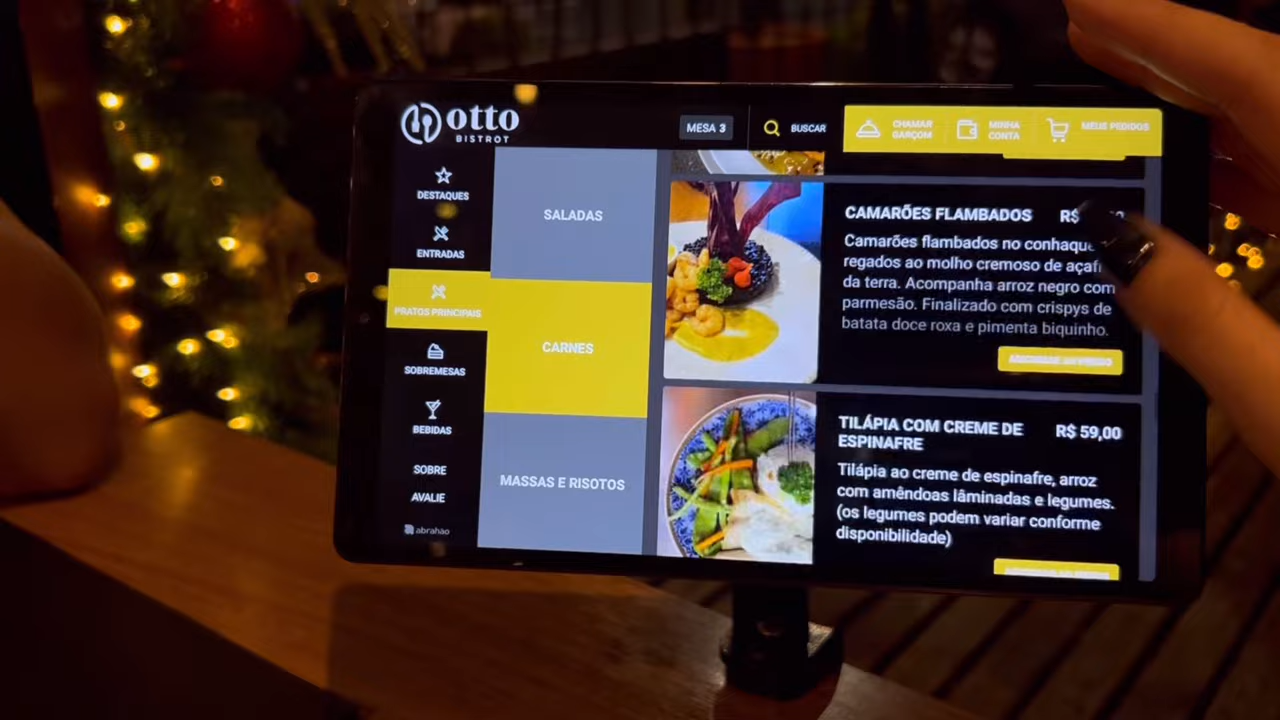 otto
BISTROT
MESA 3
BUSCAR
CHAMAR
GARÇOM
MINHA
CONTA
MEUS PEDIDOS
DESTAQUES
ENTRADAS
PRATOS PRINCIPAIS
SOBREMESAS
BEBIDAS
SOBRE
AVALIE
abrahão
SALADAS
CARNES
MASSAS E RISOTOS
CAMARÕES FLAMBADOS R$
Camarões flambados no conhaque
regados ao molho cremoso de
da terra. Acompanha arroz negro com
parmesão. Finalizado com crispys de
batata doce roxa e pimenta biquinho.
TILÁPIA COM CREME DE
ESPINAFRE
R$ 59,00
Tilápia ao creme de espinafre, arroz
com amêndoas lâminadas e legumes.
(os legumes podem variar conforme
disponibilidade)